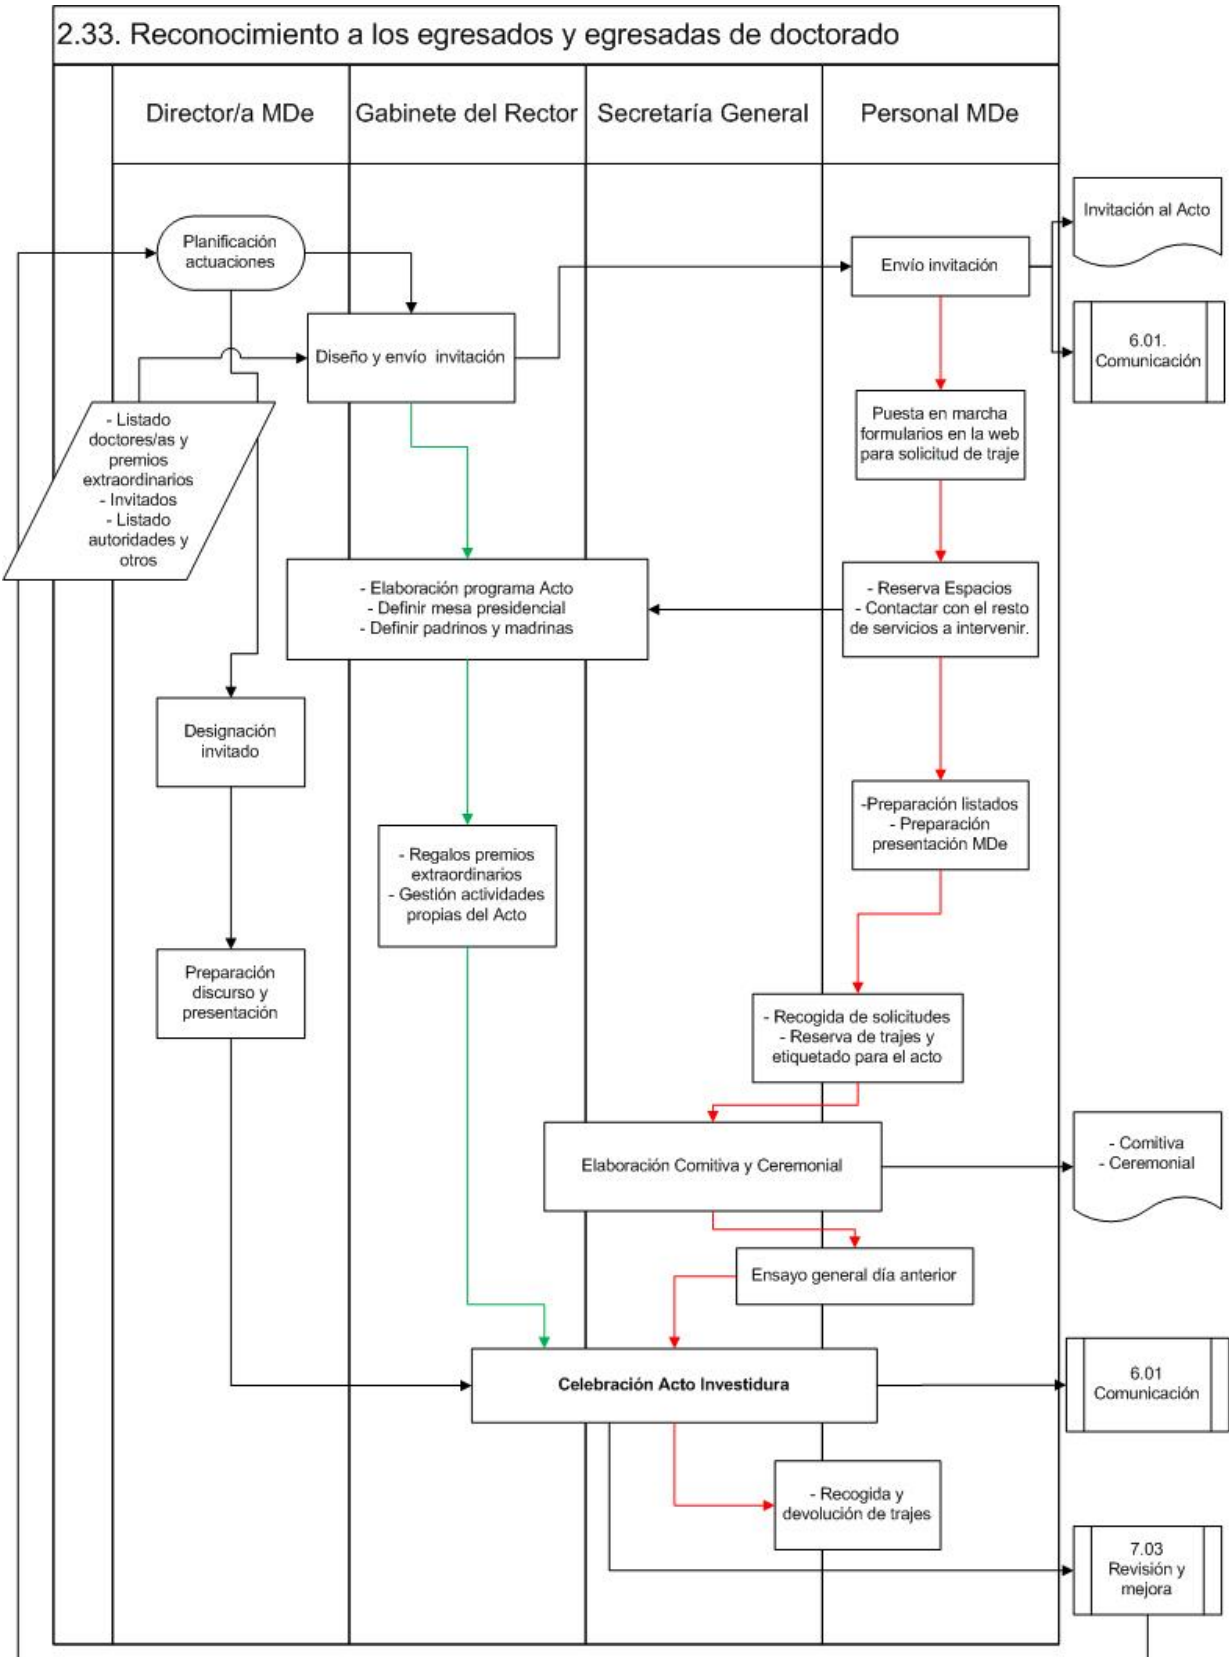 2.33. Reconocimiento a los egresados y egresadas de doctorado
Director/a MDe
Gabinete del Rector
Secretaría General
Personal MDe
Invitación al Acto
Planificación
actuaciones
Envío invitación
Diseño y envío invitación
6.01.
Comunicación
- Listado
doctores/as y
premios
extraordinarios
- Invitados
- Listado
autoridades y
otros
Puesta en marcha
formularios en la web
para solicitud de traje
- Elaboración programa Acto
- Definir mesa presidencial
- Definir padrinos y madrinas
- Reserva Espacios
- Contactar con el resto
de servicios a intervenir.
Designación
invitado
-Preparación listados
- Preparación
presentación MDe
- Regalos premios
extraordinarios
- Gestión actividades
propias del Acto
Preparación
discurso y
presentación
- Recogida de solicitudes
- Reserva de trajes y
etiquetado para el acto
Elaboración Comitiva y Ceremonial
- Comitiva
- Ceremonial
Ensayo general día anterior
Celebración Acto Investidura
6.01
Comunicación
- Recogida y
devolución de trajes
7.03
Revisión y
mejora